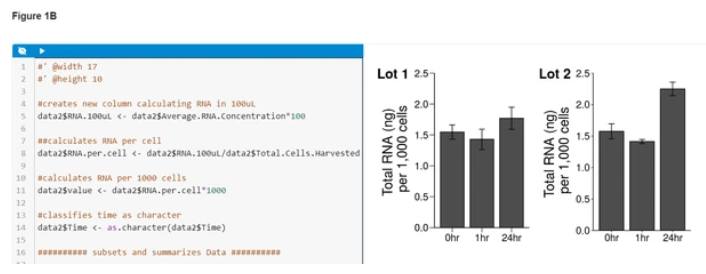 Figure 1B
1 #' @width 17
2 #' @height 10
3
4 #creates new column calculating RNA in 100uL
5 data2$RNA.100uL <- data2$Average.RNA.Concentration*100
6
7 ##calculates RNA per cell
8 data2$RNA.per.cell <- data2$RNA.100uL/data2$Total.Cells.Harvested
9
10 #calculates RNA per 1000 cells
11 data2$value <- data2$RNA.per.cell*1000
12
13 #classifies time as character
14 data2$Time <- as.character(data2$Time)
15
16 ########## subsets and summarizes Data ##########
Lot 1
Total RNA (ng)
per 1,000 cells
2.5
2.0
1.5
1.0
0.5
0.0
0hr 1hr 24hr
Lot 2
Total RNA (ng)
per 1,000 cells
2.5
2.0
1.5
1.0
0.5
0.0
0hr 1hr 24hr